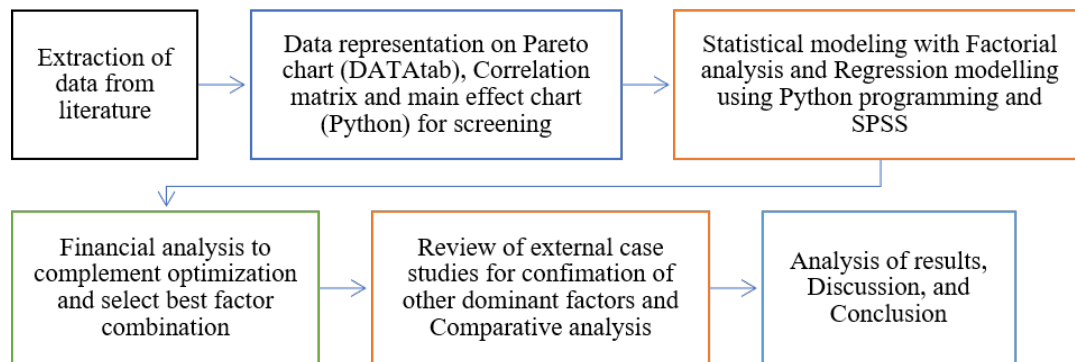 Extraction of
data from
literature
Data representation on Pareto
chart (DATAtab), Correlation
matrix and main effect chart
(Python) for screening
Statistical modeling with Factorial
analysis and Regression modelling
using Python programming and
SPSS
Financial analysis to
complement optimization
and select best factor
combination
Review of external case
studies for confimation of
other dominant factors and
Comparative analysis
Analysis of results,
Discussion, and
Conclusion